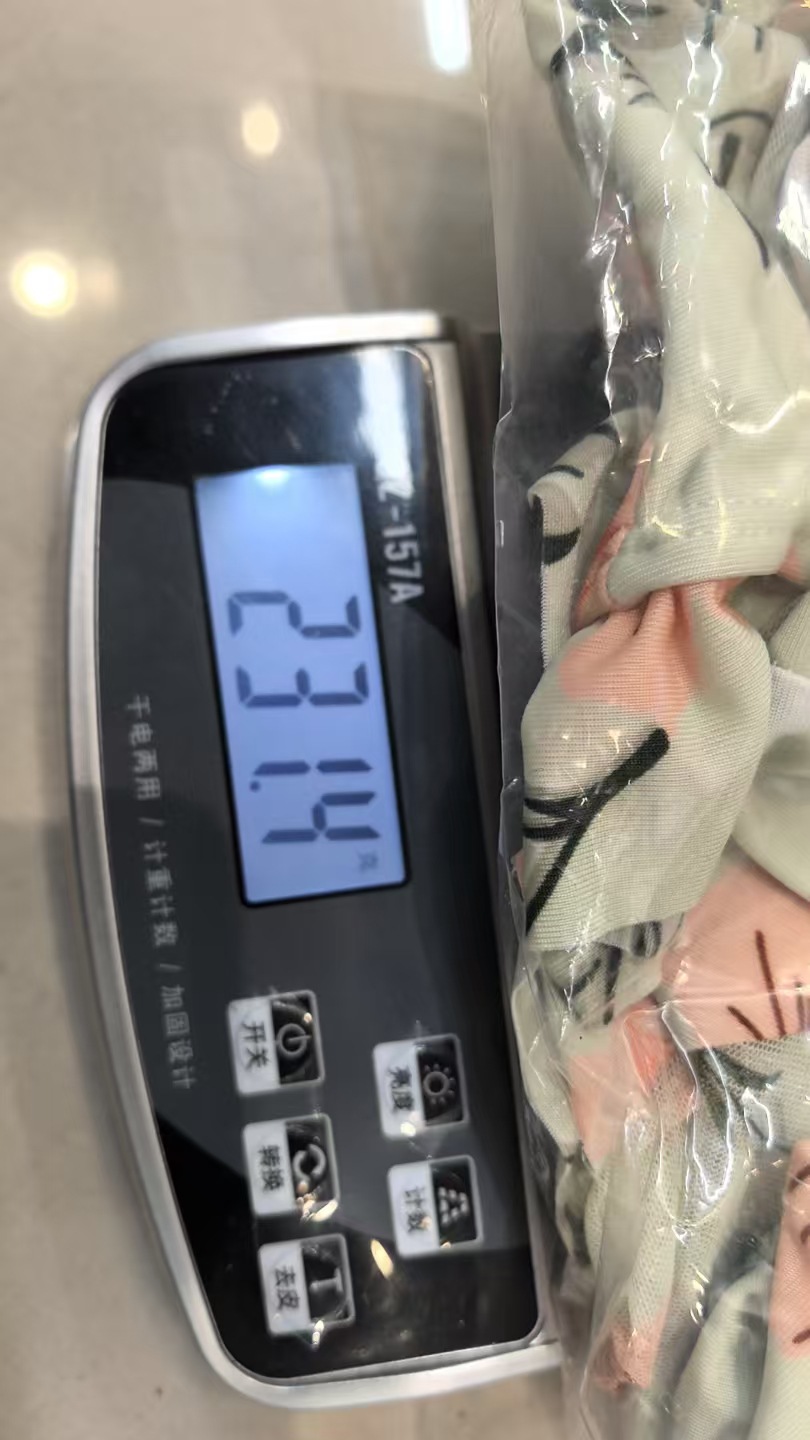 -157A
231.4 克
亮度 计数
开关 转换 去皮
干电两用 / 计重计数 / 加固设计